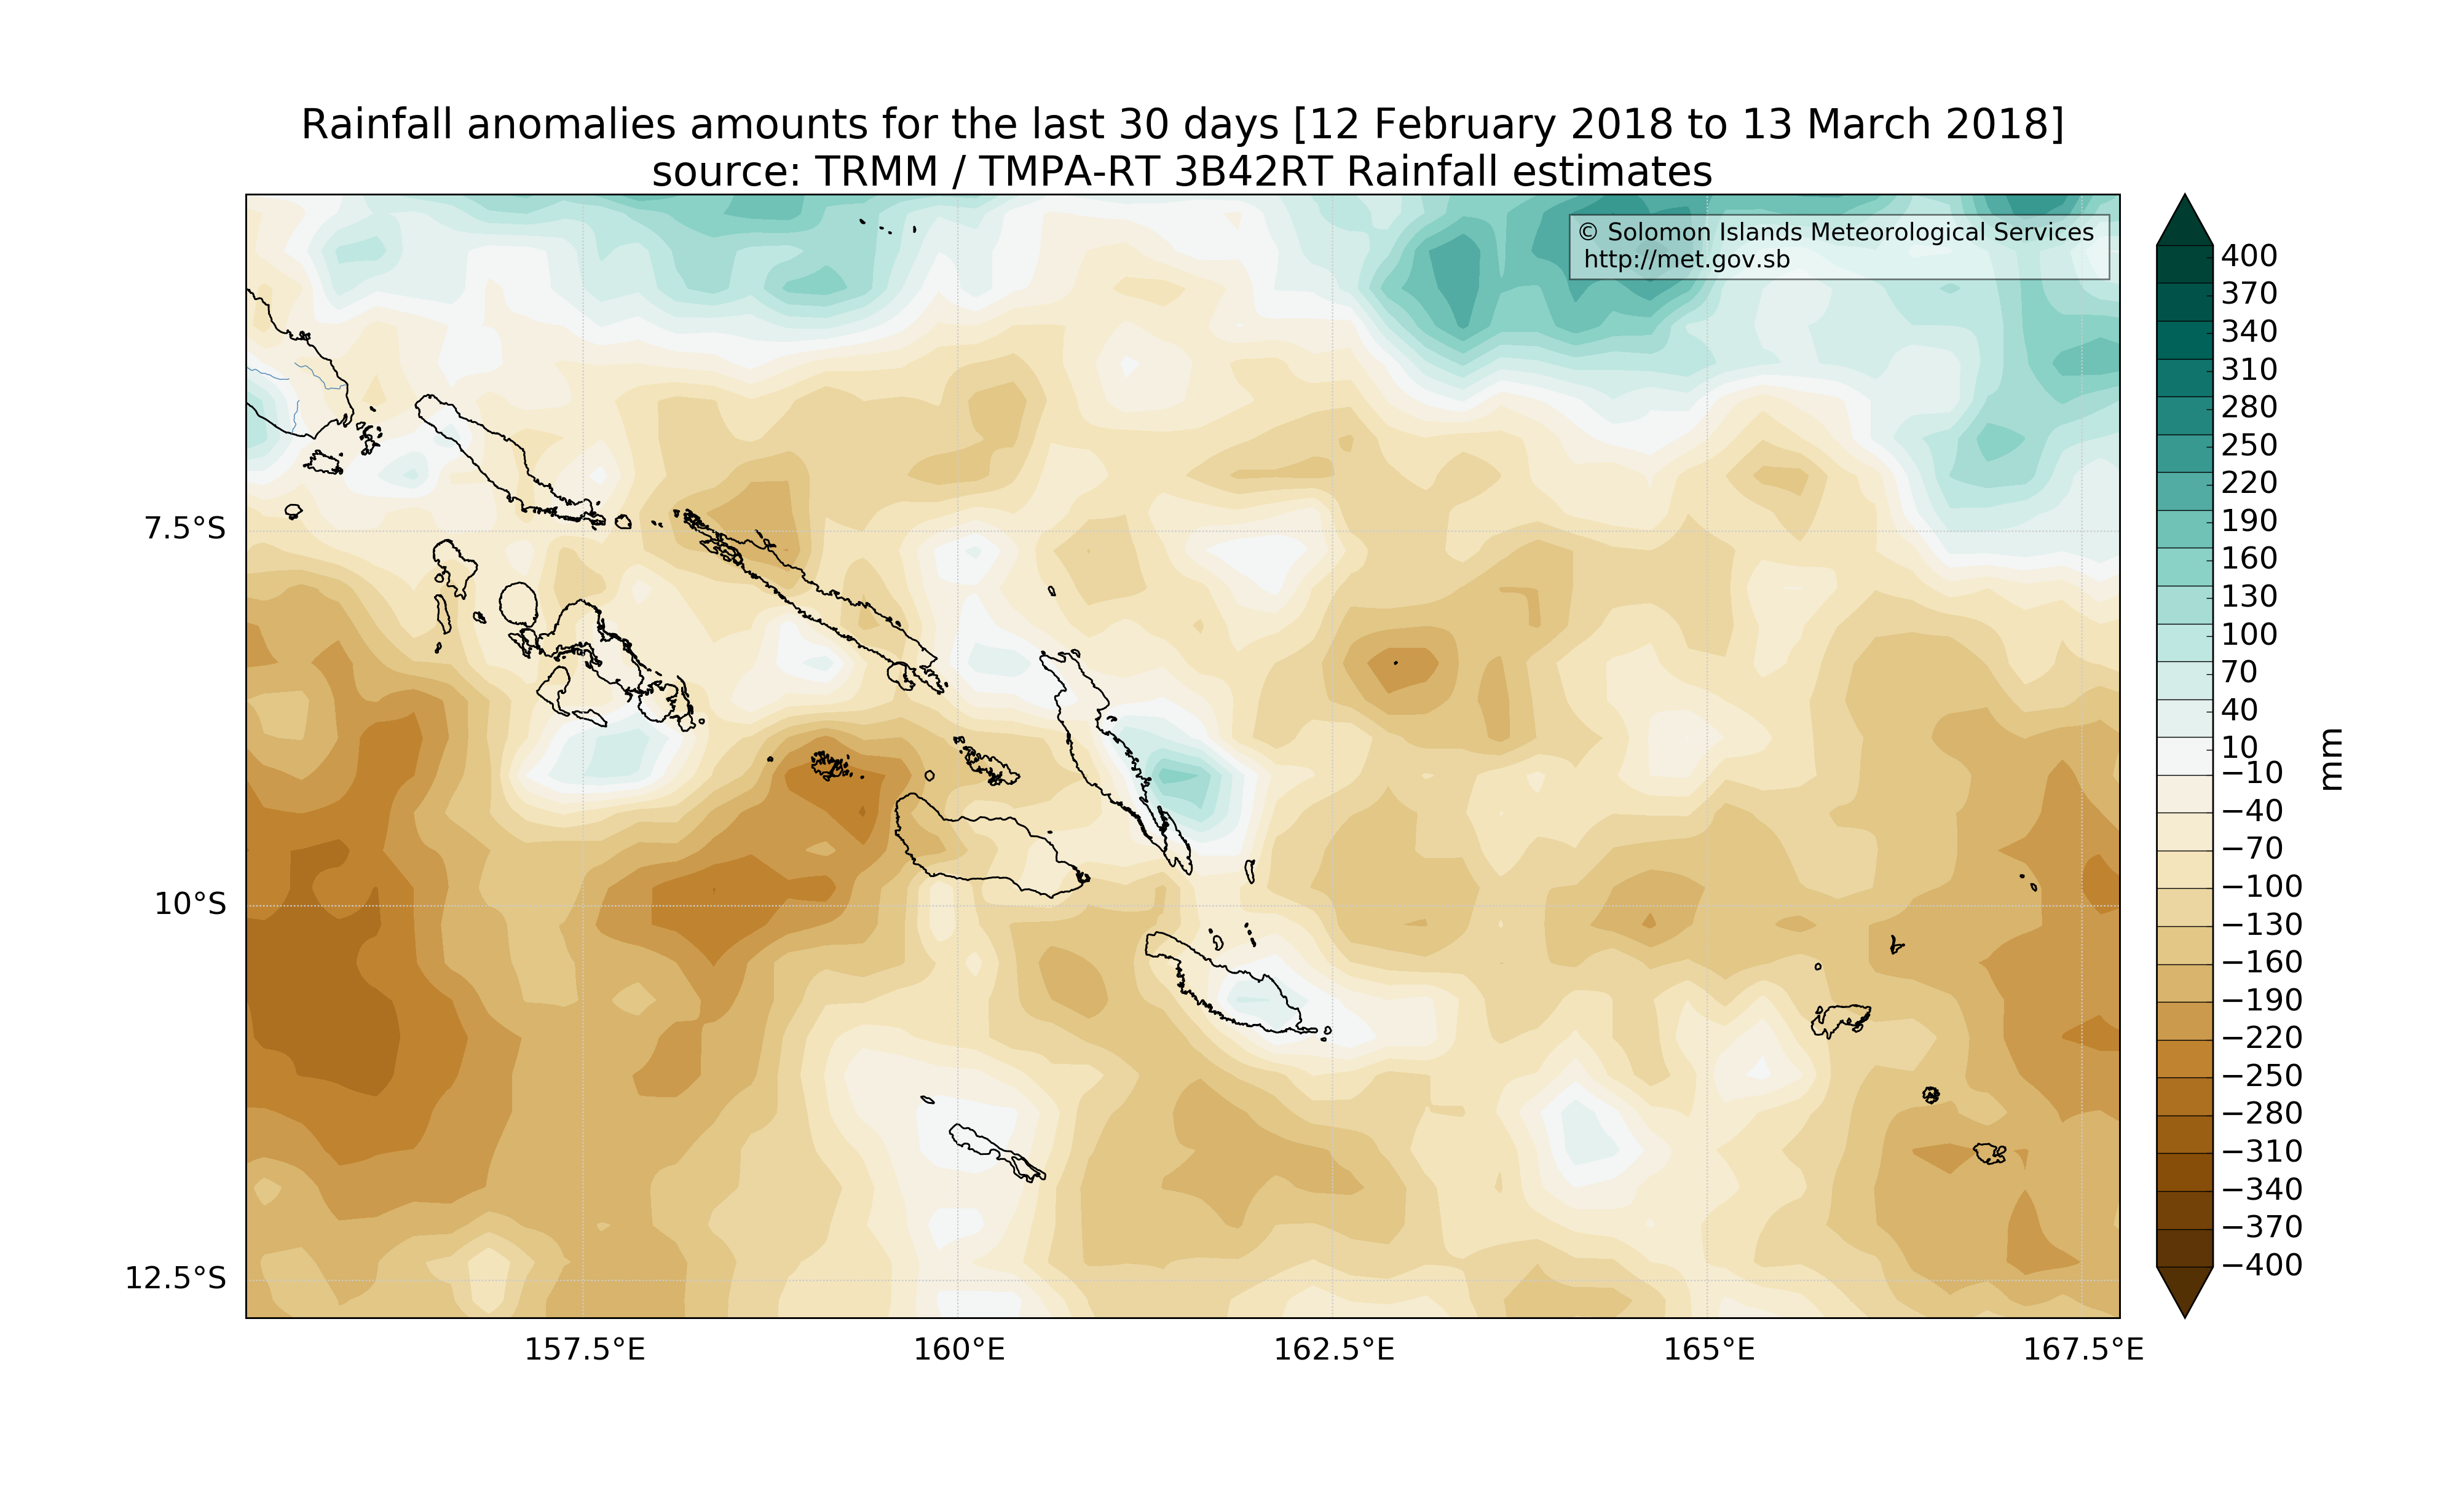 Rainfall anomalies amounts for the last 30 days [12 February 2018 to 13 March 2018]
source: TRMM / TMPA-RT 3B42RT Rainfall estimates
© Solomon Islands Meteorological Services
http://met.gov.sb
7.5°S
10°S
12.5°S
157.5°E
160°E
162.5°E
165°E
167.5°E
400
370
340
310
280
250
220
190
160
130
100
70
40
10
−10
−40
−70
−100
−130
−160
−190
−220
−250
−280
−310
−340
−370
−400
mm